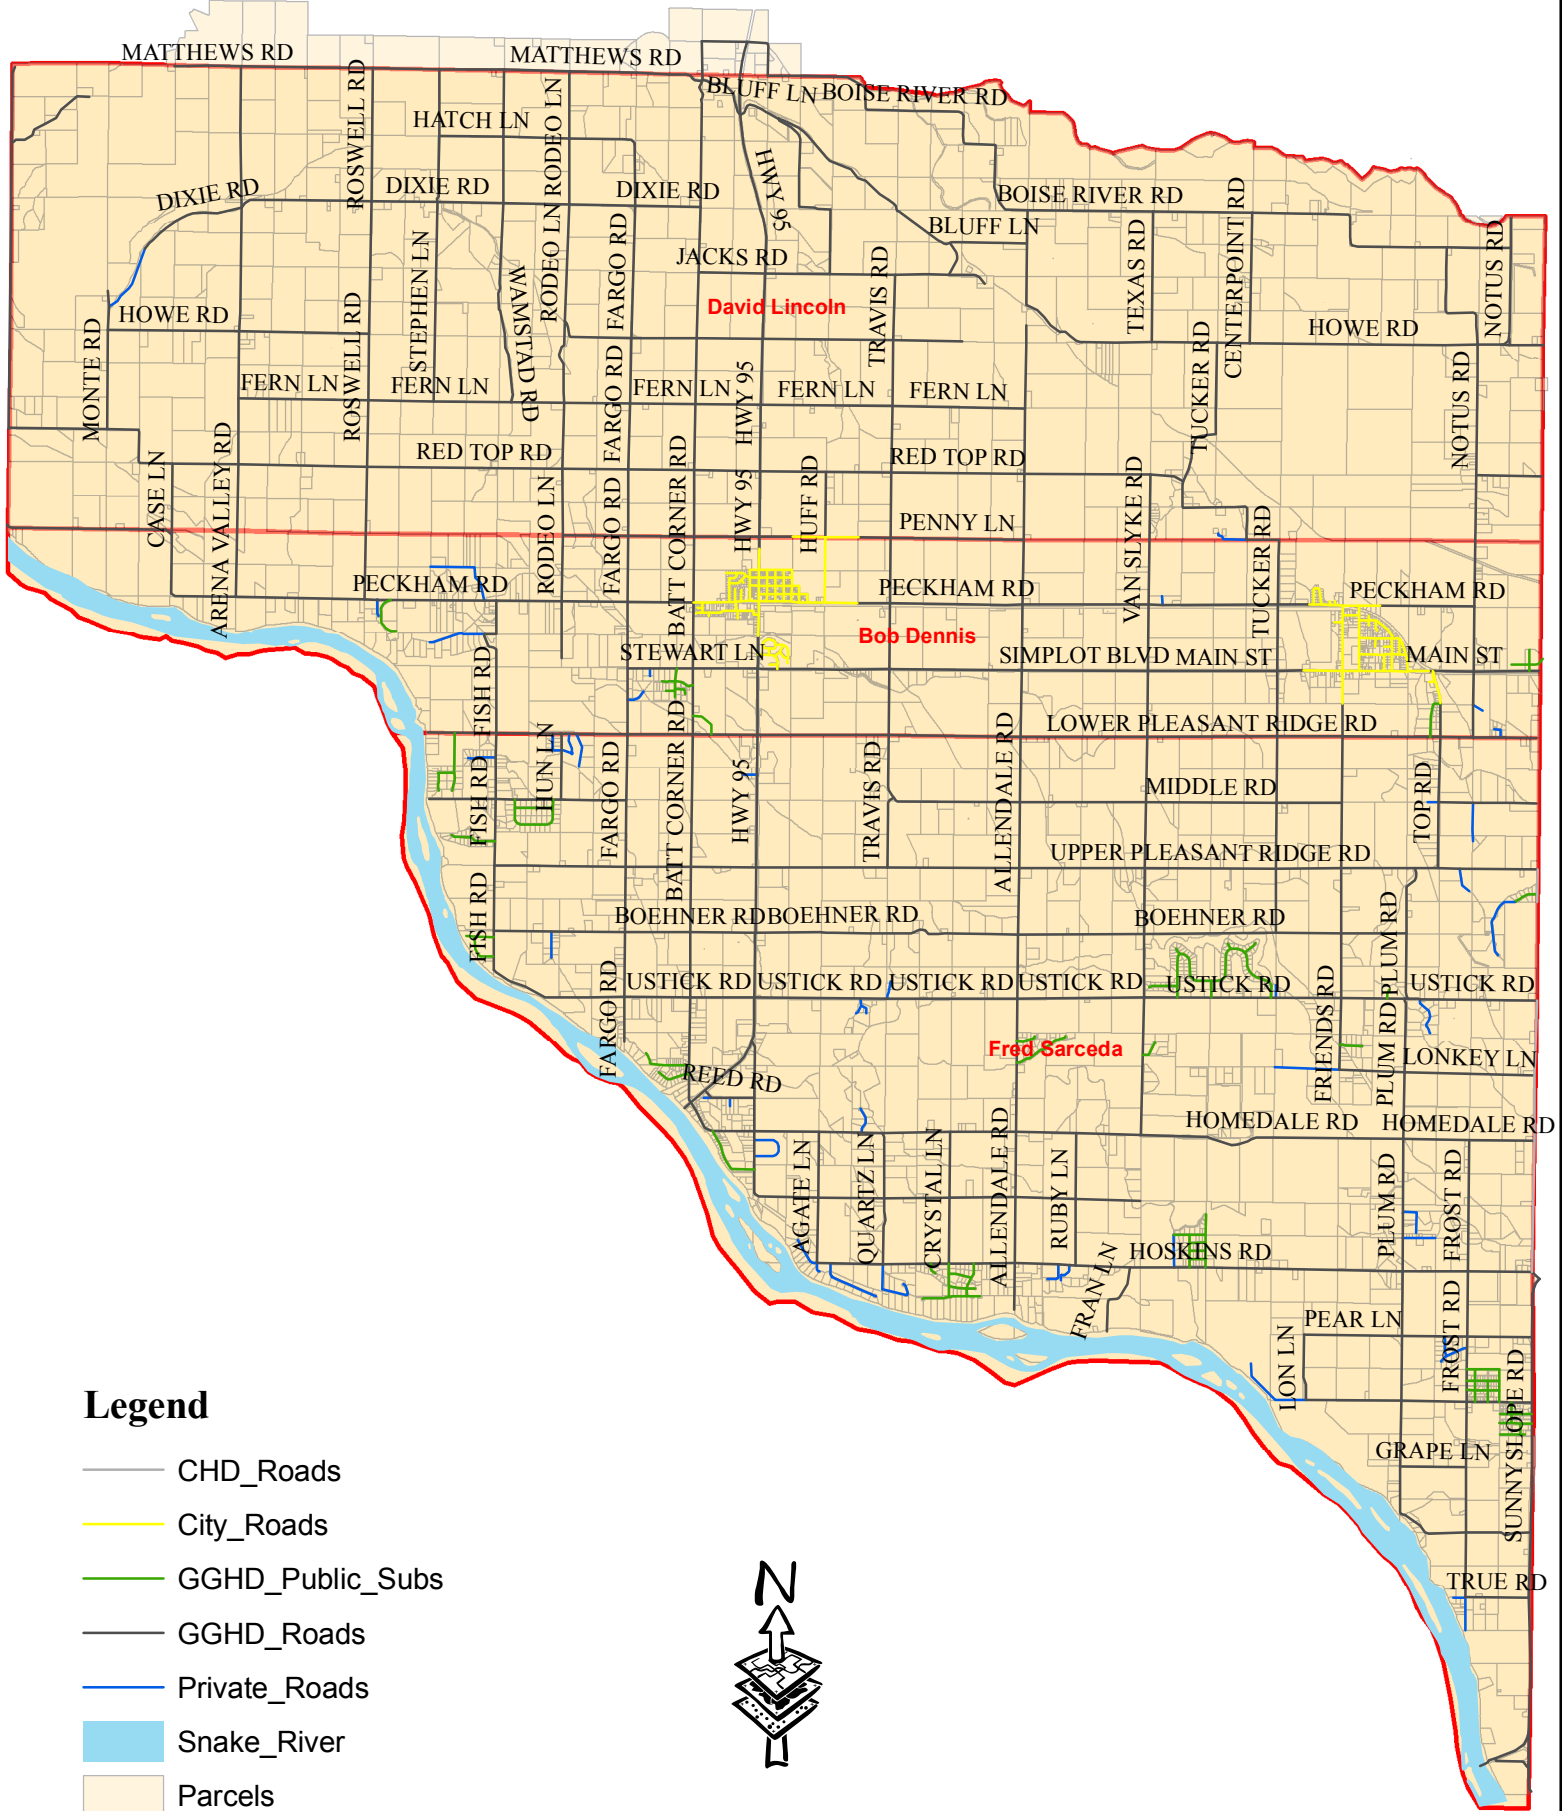 MATTHEWS RD
MATTHEWS RD
BLUFF LN
BOISE RIVER RD
ROSWELL RD
RODEO LN
HATCH LN
HWY 95
DIXIE RD
DIXIE RD
DIXIE RD
BOISE RIVER RD
CENTERPOINT RD
BLUFF LN
RODEO LN
FARGO RD
STEPHEN LN
WAMSTAD RD
JACKS RD
TRAVIS RD
TEXAS RD
NOTUS RD
David Lincoln
HOWE RD
HOWE RD
MONTE RD
ROSWELL RD
TUCKER RD
FERN LN
FERN LN
FERN LN
FERN LN
FERN LN
FARGO RD
HWY 95
NOTUS RD
RED TOP RD
RED TOP RD
CASE LN
ARENA VALLEY RD
RODEO LN
FARGO RD
BATT CORNER RD
HWY 95
HUFF RD
VAN SLYKE RD
TUCKER RD
PENNY LN
PECKHAM RD
PECKHAM RD
PECKHAM RD
Bob Dennis
STEWART LN
SIMPLOT BLVD
MAIN ST
MAIN ST
FISH RD
LOWER PLEASANT RIDGE RD
HUN LN
FISH RD
FARGO RD
BATT CORNER RD
HWY 95
TRAVIS RD
ALLENDALE RD
MIDDLE RD
TOP RD
UPPER PLEASANT RIDGE RD
FISH RD
BOEHNER RD
BOEHNER RD
BOEHNER RD
PLUM RD
FARGO RD
USTICK RD
USTICK RD
USTICK RD
USTICK RD
USTICK RD
USTICK RD
FRIENDS RD
PLUM RD
Fred Sarceda
LONKEY LN
REED RD
HOMEDALE RD
HOMEDALE RD
AGATE LN
QUARTZ LN
CRYSTAL LN
ALLENDALE RD
RUBY LN
PLUM RD
FROST RD
HOSKINS RD
FRAN LN
PEAR LN
LON LN
FROST RD
SUNNYSLOPE RD
GRAPE LN
TRUE RD
Legend
CHD_Roads
City_Roads
GGHD_Public_Subs
GGHD_Roads
Private_Roads
Snake_River
Parcels
N